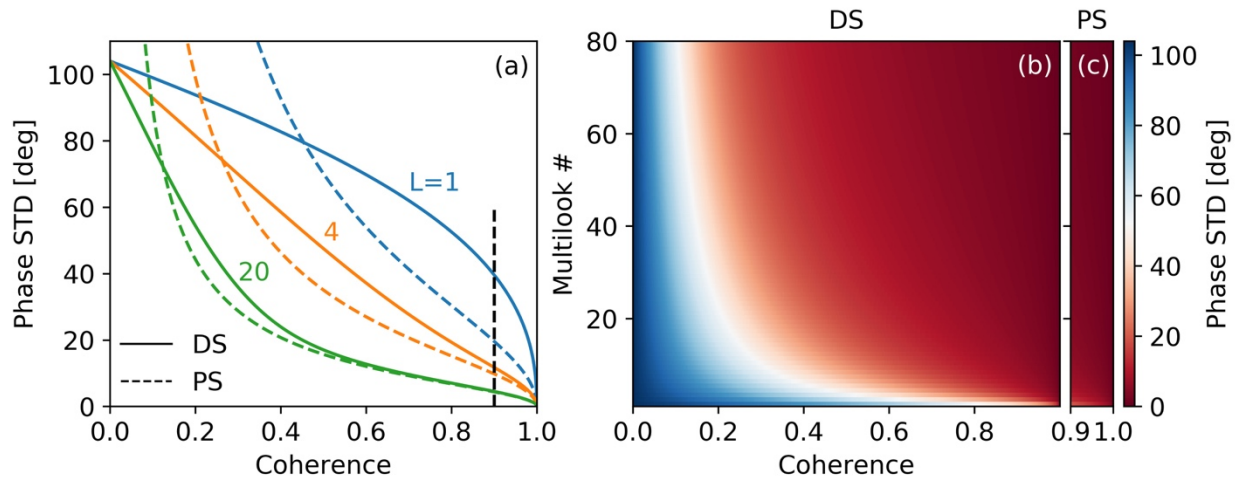 DS PS
(a) (b) (c)
Phase STD [deg]
100
80
60
40
20
0
L=1
4
20
DS
PS
0.0 0.2 0.4 0.6 0.8 1.0
Coherence
Multilook #
80
60
40
20
0.0 0.2 0.4 0.6 0.8 0.9 1.0
Coherence
100
80
60
40
20
0
Phase STD [deg]